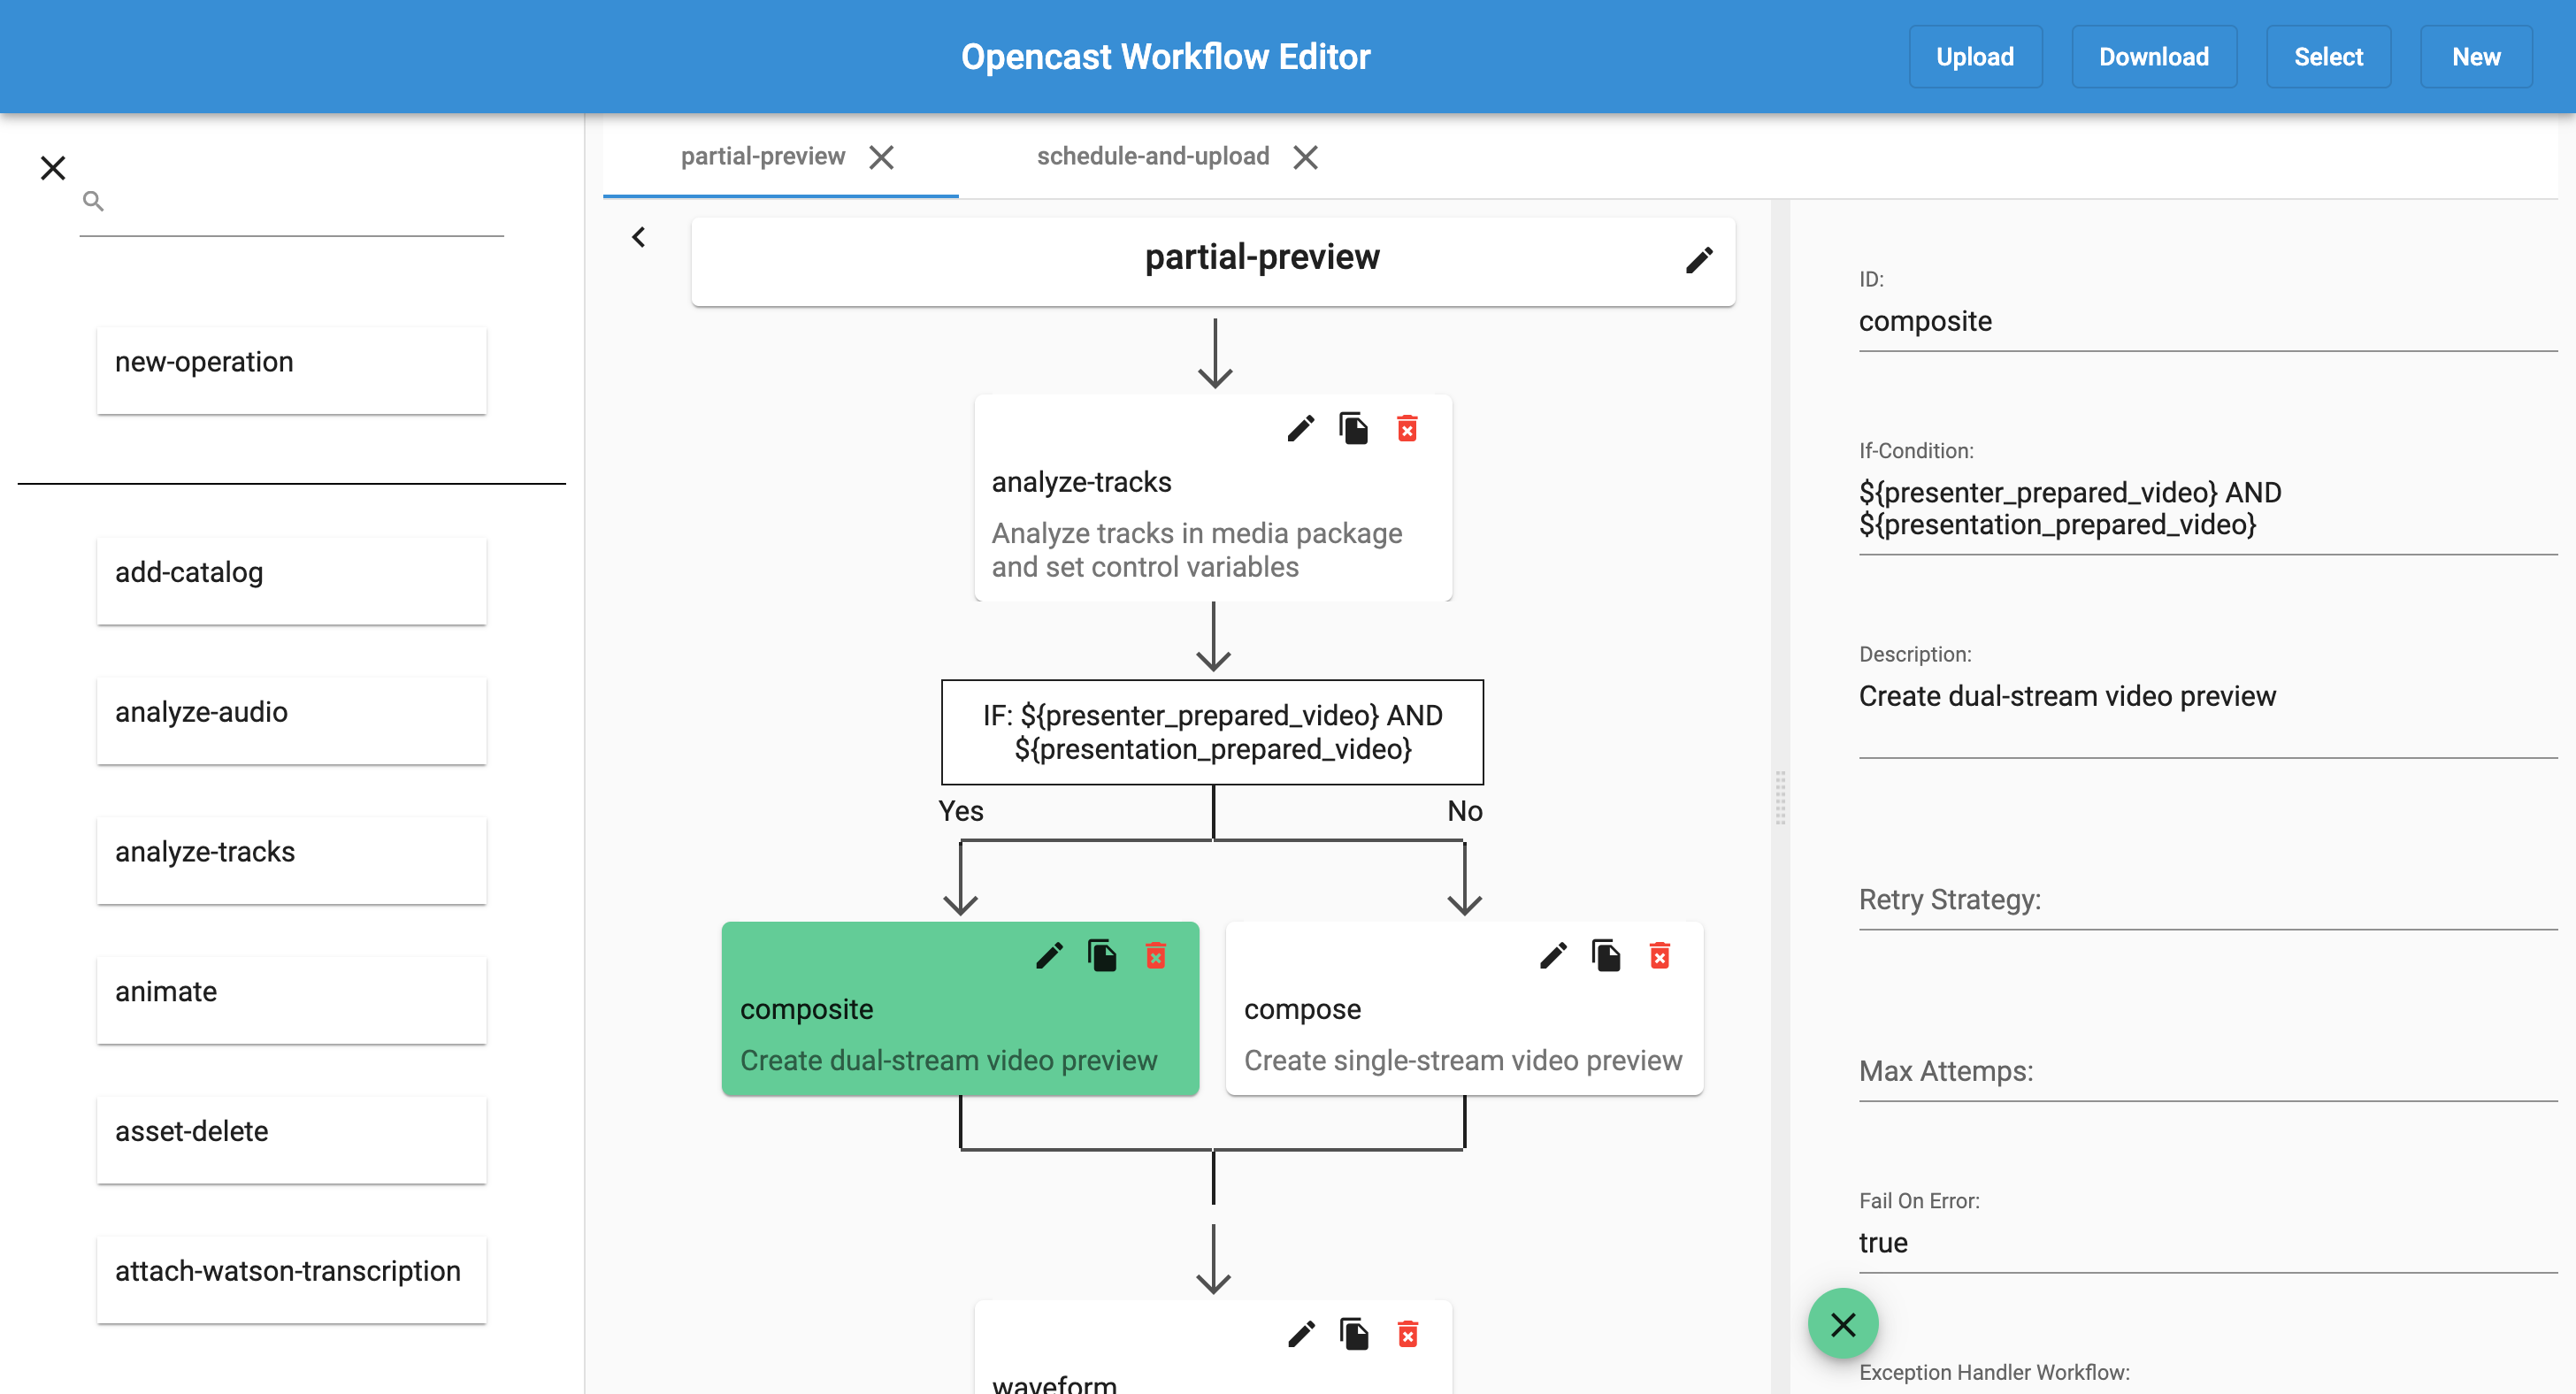 Opencast Workflow Editor
Upload
Download
Select
New
partial-preview
schedule-and-upload
new-operation
add-catalog
analyze-audio
analyze-tracks
animate
asset-delete
attach-watson-transcription
partial-preview
analyze-tracks
Analyze tracks in media package
and set control variables
IF: ${presenter_prepared_video} AND
${presentation_prepared_video}
Yes
No
composite
Create dual-stream video preview
compose
Create single-stream video preview
waveform
ID:
composite
If-Condition:
${presenter_prepared_video} AND
${presentation_prepared_video}
Description:
Create dual-stream video preview
Retry Strategy:
Max Attemps:
Fail On Error:
true
Exception Handler Workflow: